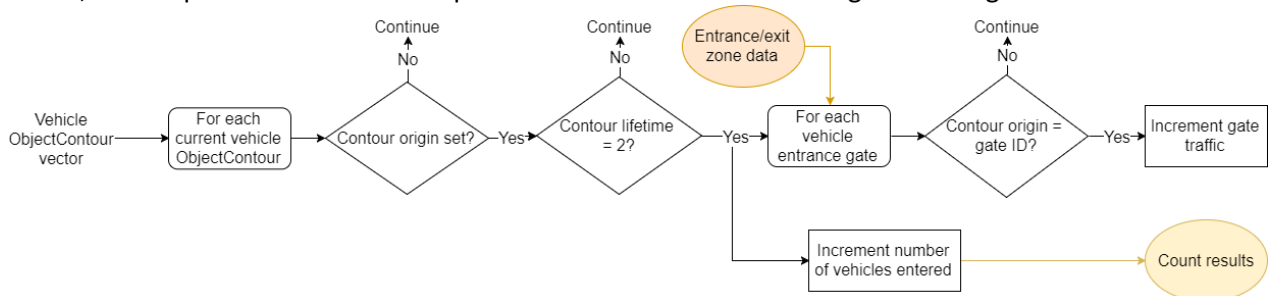 Continue
Continue
Entrance/exit
zone data
Continue
No
No
No
Vehicle
ObjectContour
vector
For each
current vehicle
ObjectContour
Contour origin set?
Yes
Contour lifetime
= 2?
Yes
For each
vehicle
entrance gate
Contour origin =
gate ID?
Yes
Increment gate
traffic
Increment number
of vehicles entered
Count results